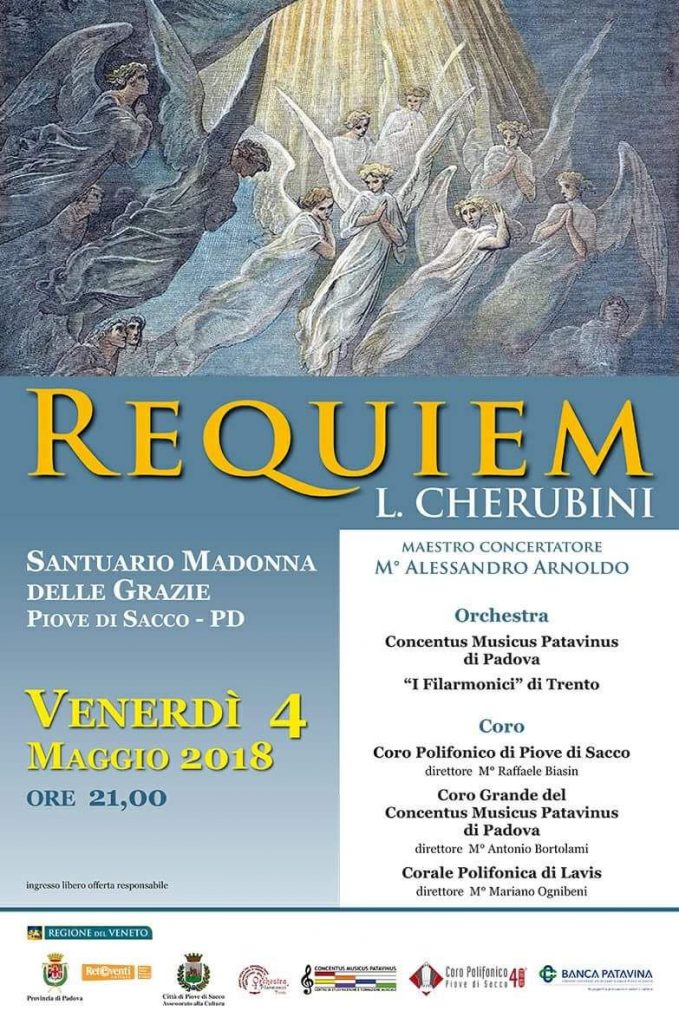 REQUIEM
L. CHERUBINI
SANTUARIO MADONNA
DELLE GRAZIE
PIOVE DI SACCO - PD
VENERDÌ 4
MAGGIO 2018
ORE 21,00
ingresso libero offerta responsabile
MAESTRO CONCERTATORE
M° ALESSANDRO ARNOLDO
Orchestra
Concentus Musicus Patavinus
di Padova
“I Filarmonici” di Trento
Coro
Coro Polifonico di Piove di Sacco
direttore M° Raffaele Biasin
Coro Grande del
Concentus Musicus Patavinus
di Padova
direttore M° Antonio Bortolami
Corale Polifonica di Lavis
direttore M° Mariano Ognibeni
REGIONE DEL VENETO
Provincia di Padova
RetEventi
Città di Piove di Sacco
Assessorato alla Cultura
CONCENTUS MUSICUS PATAVINUS
Coro Polifonico
Piove di Sacco
40
BANCA PATAVINA